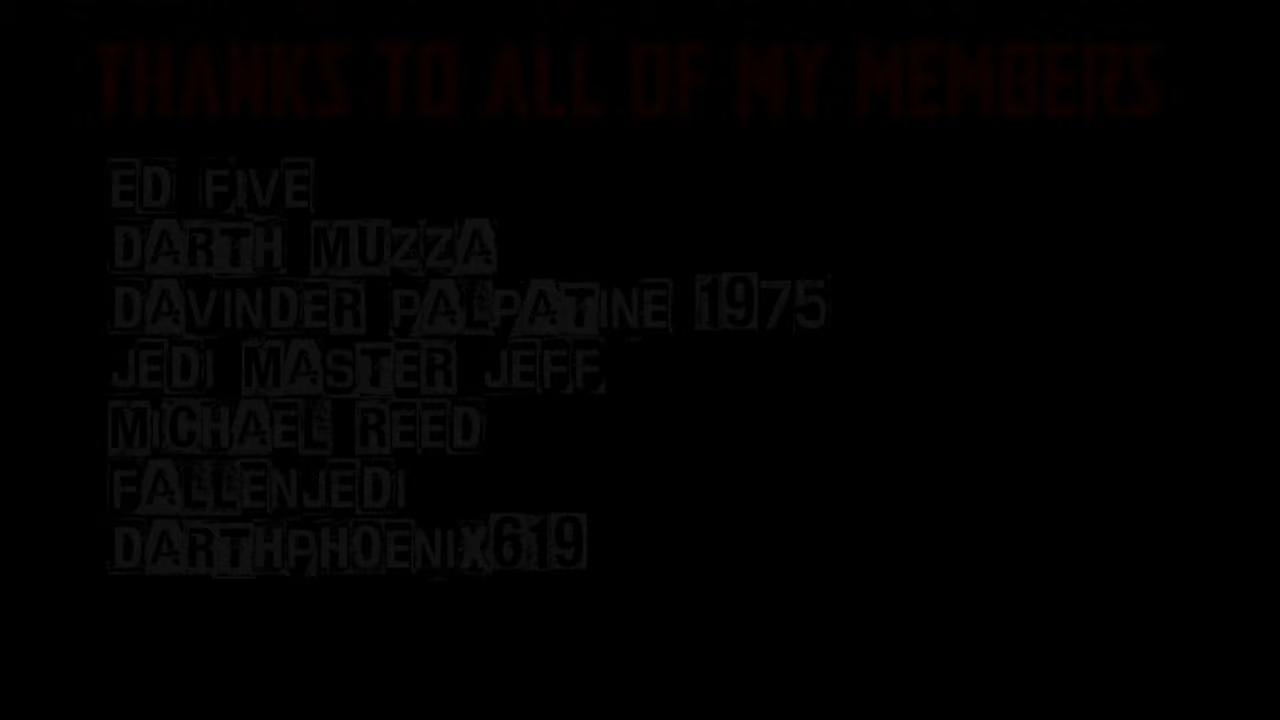 THANKS TO ALL OF MY MEMBERS
ED FIVE
DARTH MUZZA
DAVINDER PALPATINE 1975
JEDI MASTER JEFF
MICHAEL REED
FALLENJEDI
DARTHPHOENIX619